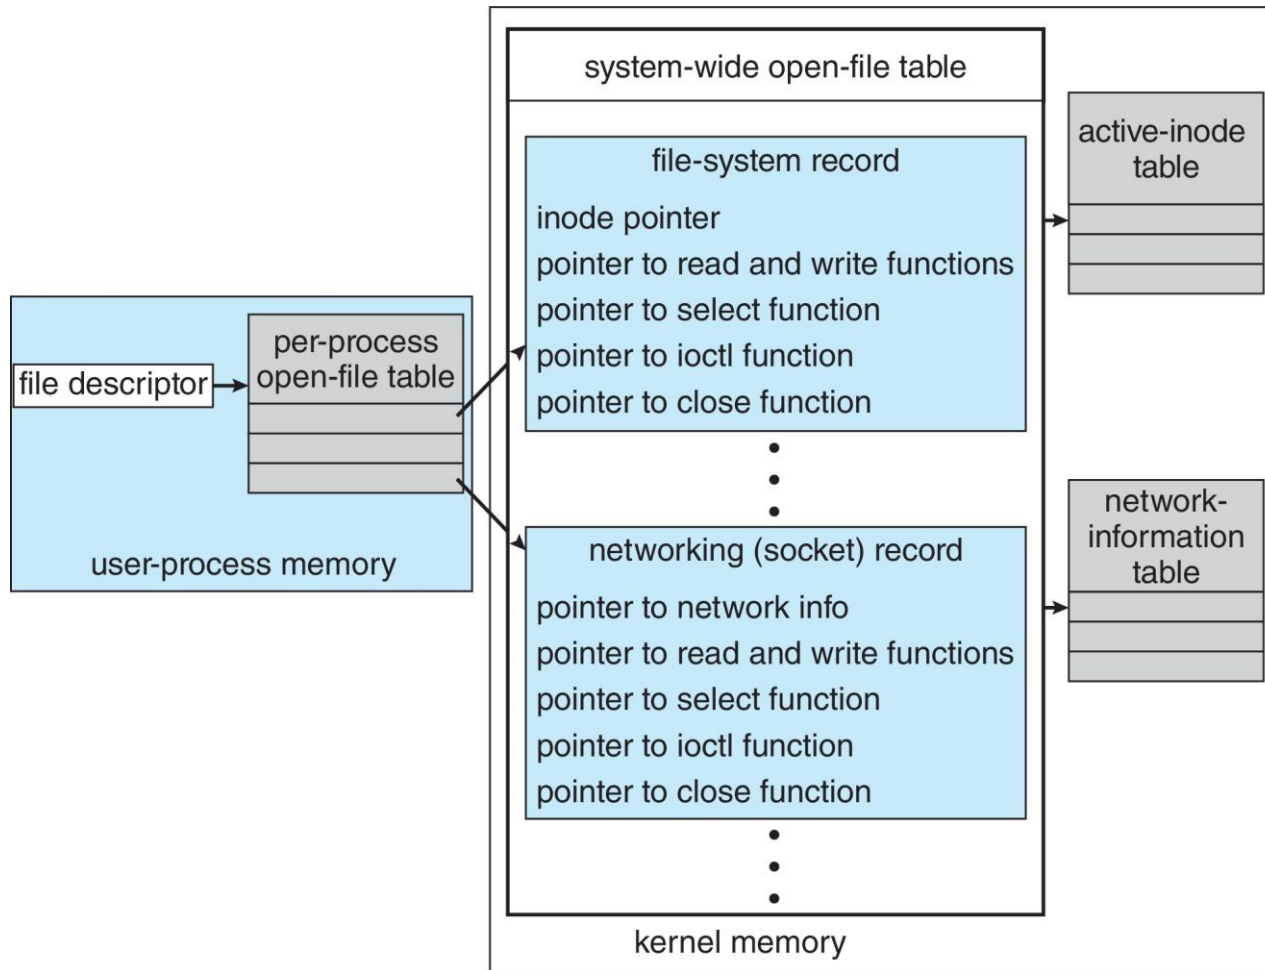 system-wide open-file table
file-system record
inode pointer
pointer to read and write functions
pointer to select function
pointer to ioctl function
pointer to close function
active-inode
table
file descriptor
per-process
open-file table
user-process memory
networking (socket) record
pointer to network info
pointer to read and write functions
pointer to select function
pointer to ioctl function
pointer to close function
network-
information
table
kernel memory